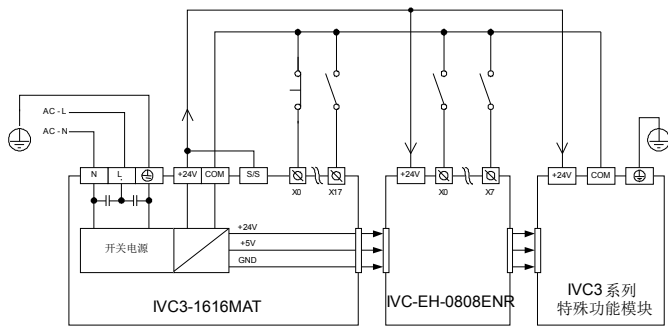 AC - L
AC - N
N L +24V COM S/S X0 X17
+24V X0 X7
+24V COM
+24V
+5V
GND
开关电源
IVC3-1616MAT
IVC-EH-0808ENR
IVC3 系列
特殊功能模块